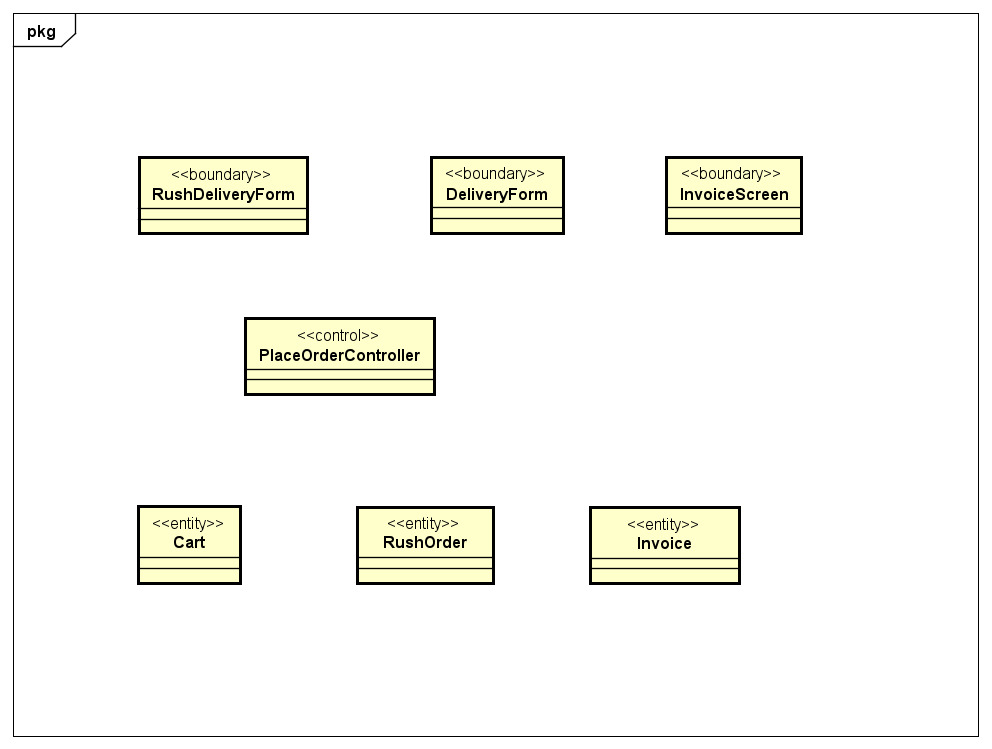 pkg
<<boundary>>
RushDeliveryForm
<<boundary>>
DeliveryForm
<<boundary>>
InvoiceScreen
<<control>>
PlaceOrderController
<<entity>>
Cart
<<entity>>
RushOrder
<<entity>>
Invoice